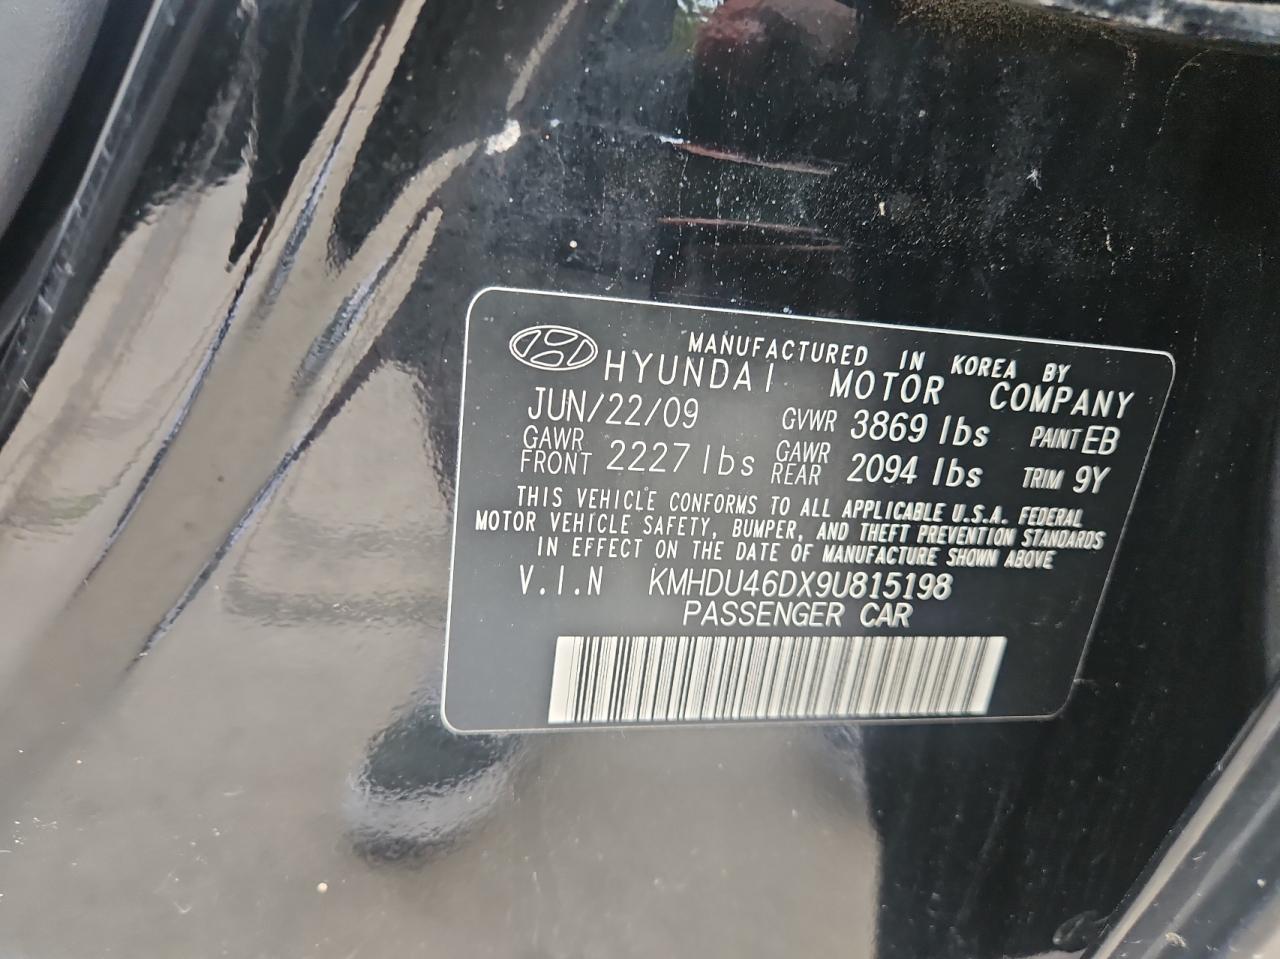 MANUFACTURED IN KOREA BY
HYUNDAI MOTOR COMPANY
JUN/22/09 GVWR 3869 lbs PAINT EB
GAWR FRONT 2227 lbs GAWR REAR 2094 lbs TRIM 9Y
THIS VEHICLE CONFORMS TO ALL APPLICABLE U.S.A. FEDERAL
MOTOR VEHICLE SAFETY, BUMPER, AND THEFT PREVENTION STANDARDS
IN EFFECT ON THE DATE OF MANUFACTURE SHOWN ABOVE
V.I.N KMHDU46DX9U815198
PASSENGER CAR